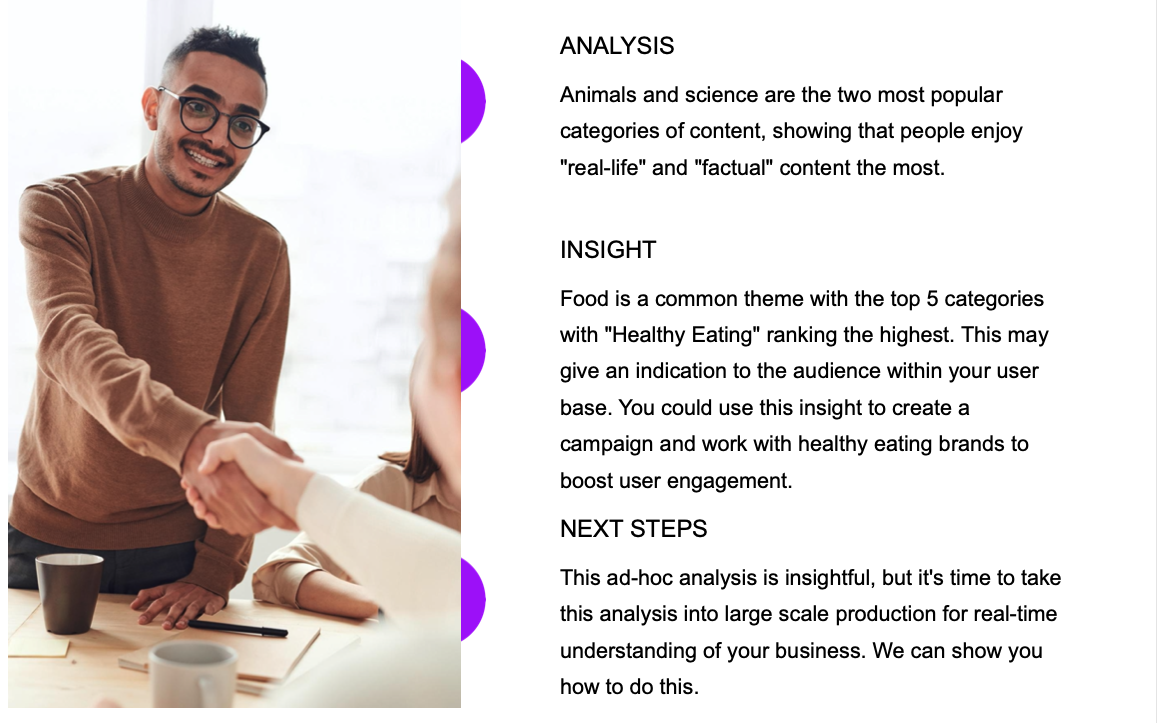 ANALYSIS
Animals and science are the two most popular
categories of content, showing that people enjoy
"real-life" and "factual" content the most.
INSIGHT
Food is a common theme with the top 5 categories
with "Healthy Eating" ranking the highest. This may
give an indication to the audience within your user
base. You could use this insight to create a
campaign and work with healthy eating brands to
boost user engagement.
NEXT STEPS
This ad-hoc analysis is insightful, but it's time to take
this analysis into large scale production for real-time
understanding of your business. We can show you
how to do this.